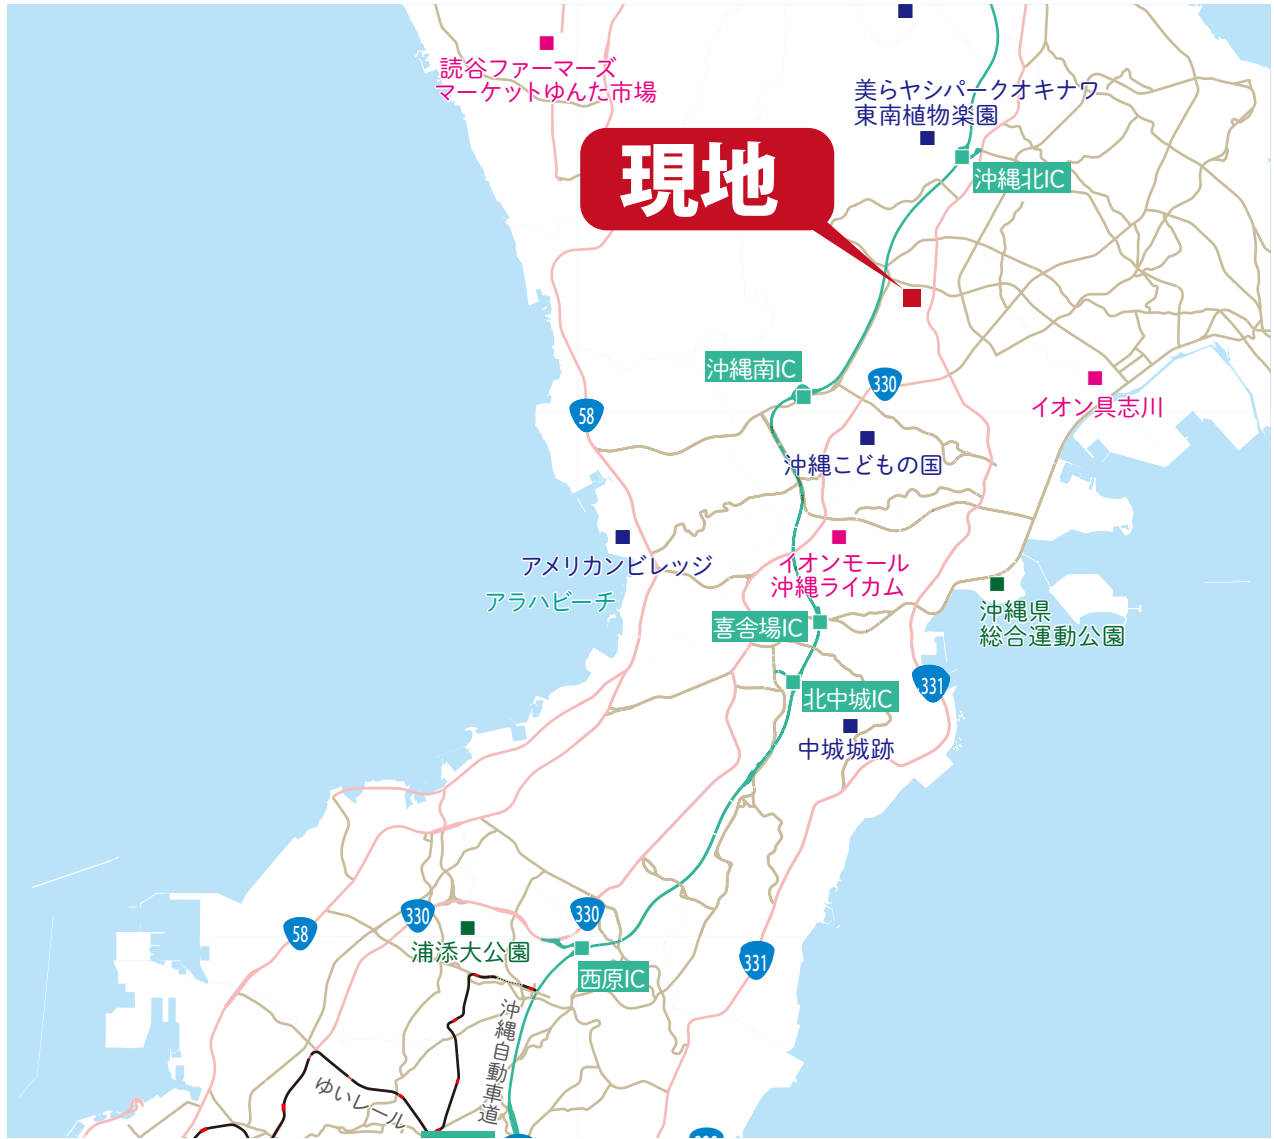 読谷ファーマーズ
マーケットゆんた市場
美らヤシパークオキナワ
東南植物楽園
現地
沖縄北IC
沖縄南IC
330
58
イオン具志川
沖縄こどもの国
アメリカンビレッジ
イオンモール
沖縄ライカム
アラハビーチ
沖縄県
総合運動公園
喜舎場IC
331
北中城IC
中城城跡
330
330
58
浦添大公園
331
西原IC
沖縄自動車道
ゆいレール